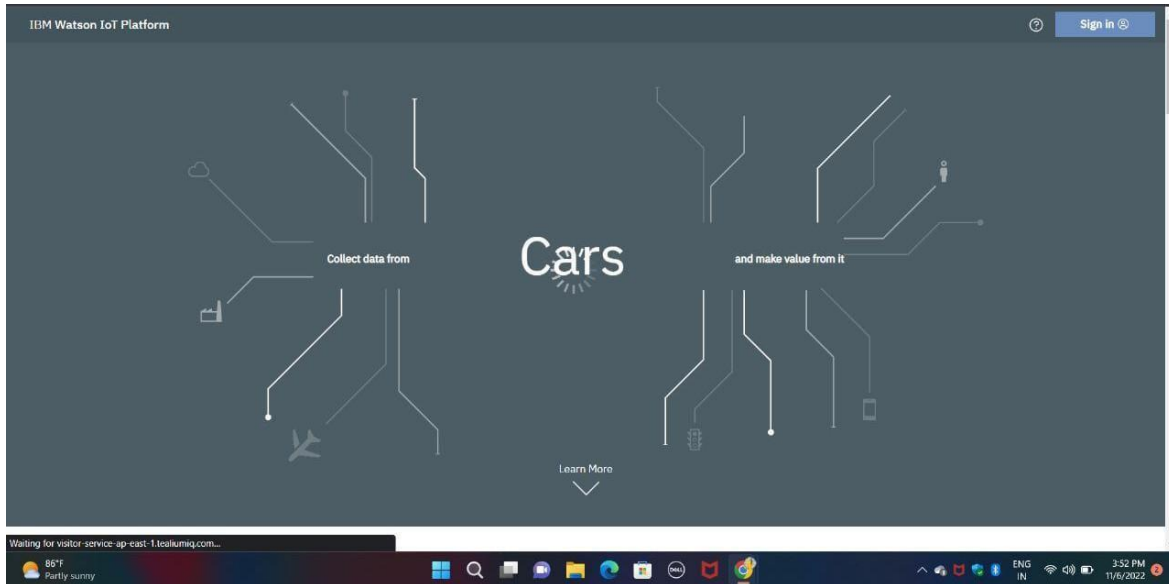 IBM Watson IoT Platform
Sign in
Collect data from
Cars
and make value from it
Learn More
Waiting for visitor-service-ap-east-1.tealiumiq.com...
86°F
Partly sunny
DELL
ENG
IN
3:52 PM
11/6/2022
2